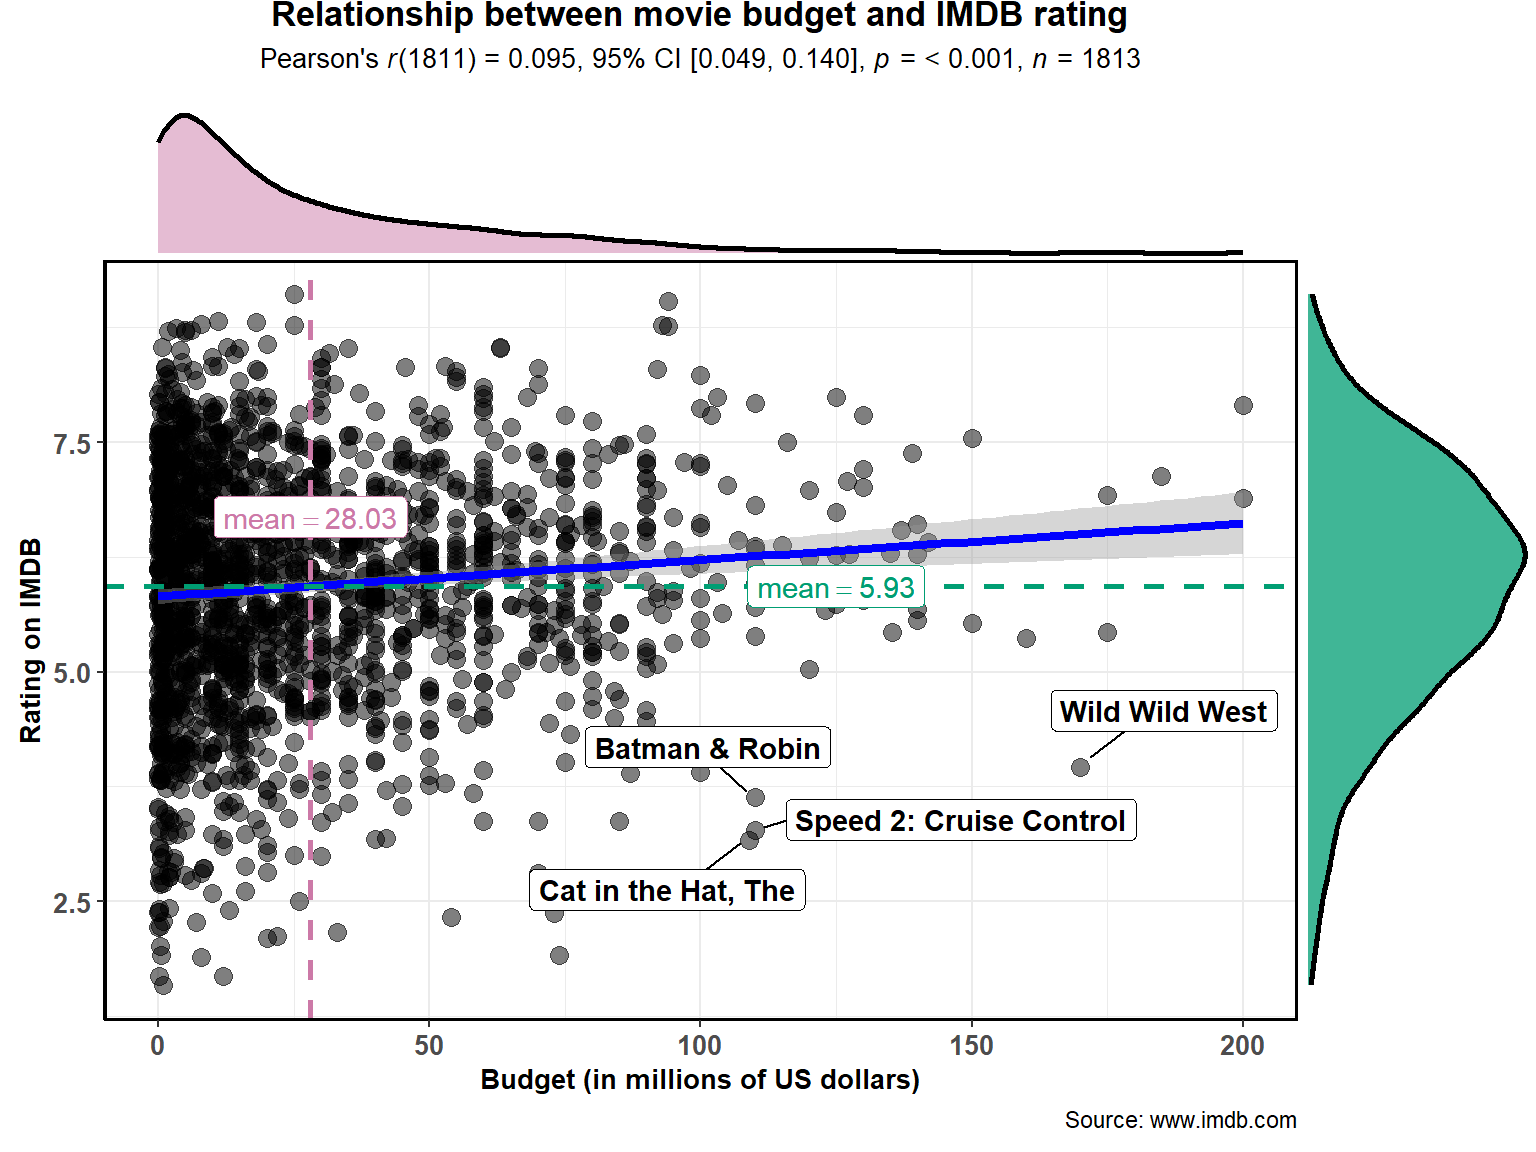 Relationship between movie budget and IMDB rating
Pearson's r(1811) = 0.095, 95% CI [0.049, 0.140], p = < 0.001, n = 1813
Rating on IMDB
7.5
5.0
2.5
mean = 28.03
mean = 5.93
Wild Wild West
Batman & Robin
Speed 2: Cruise Control
Cat in the Hat, The
0 50 100 150 200
Budget (in millions of US dollars)
Source: www.imdb.com